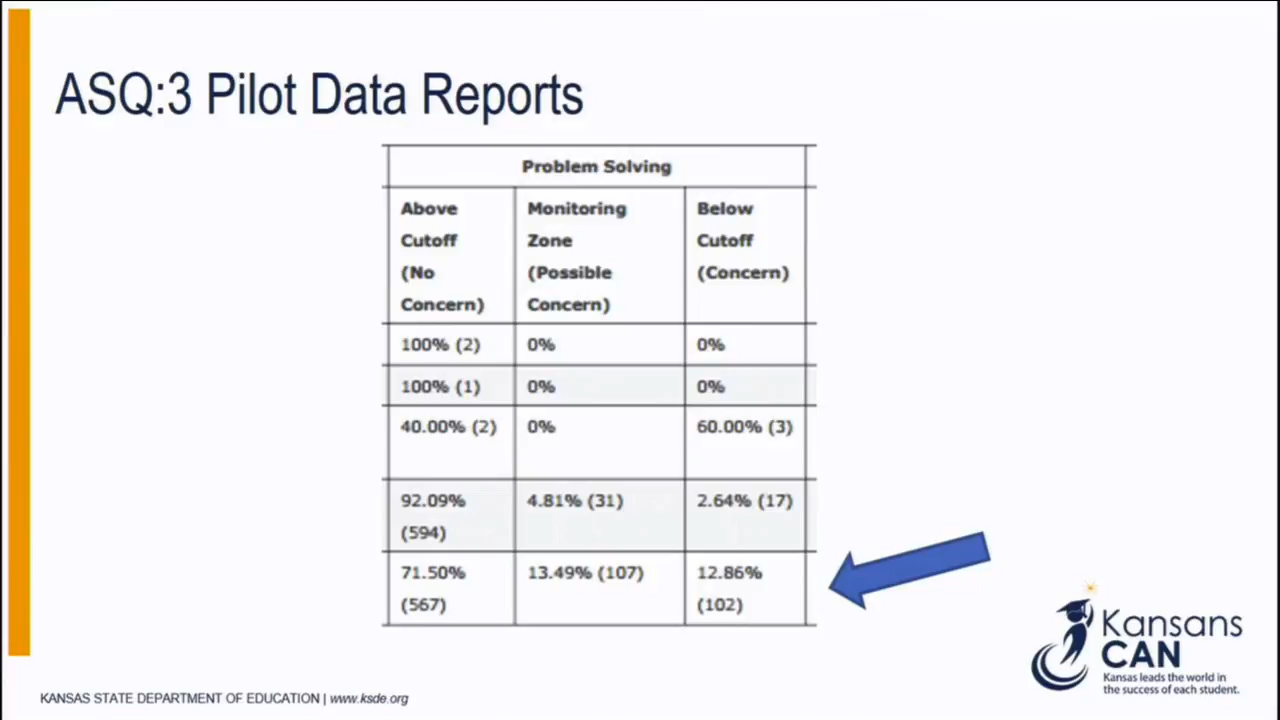 ASQ:3 Pilot Data Reports
Problem Solving
Above
Cutoff
(No
Concern)
Monitoring
Zone
(Possible
Concern)
Below
Cutoff
(Concern)
100% (2)
0%
0%
100% (1)
0%
0%
40.00% (2)
0%
60.00% (3)
92.09%
(594)
4.81% (31)
2.64% (17)
71.50%
(567)
13.49% (107)
12.86%
(102)
Kansans
CAN
Kansas leads the world in
the success of each student.
KANSAS STATE DEPARTMENT OF EDUCATION | www.ksde.org